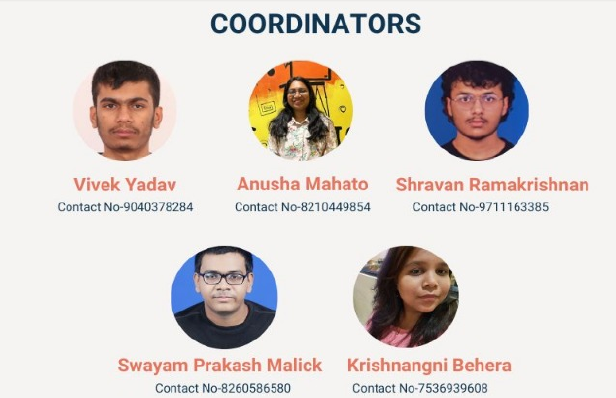 COORDINATORS
Vivek Yadav
Anusha Mahato
Shravan Ramakrishnan
Contact No-9040378284
Contact No-8210449854
Contact No-9711163385
Swayam Prakash Malick
Krishnangni Behera
Contact No-8260586580
Contact No-7536939608